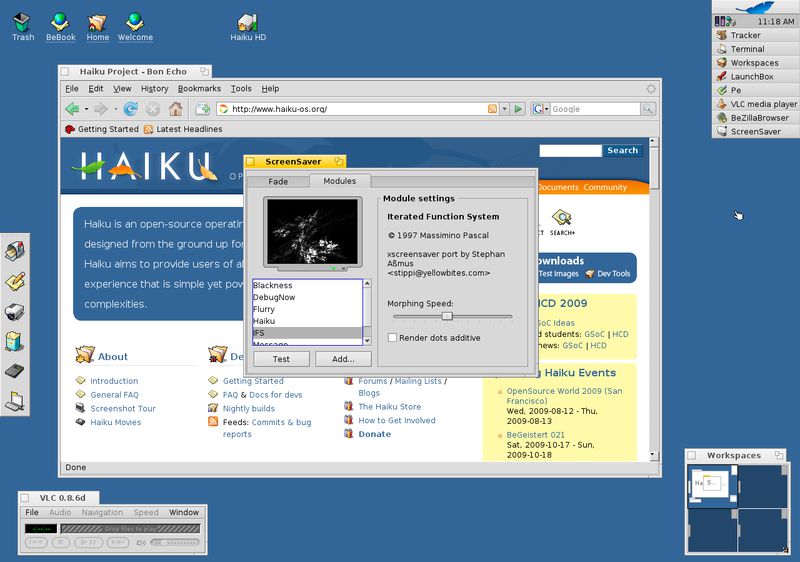 Trash
BeBook
Home
Welcome
Haiku HD
11:18 AM
Tracker
Terminal
Workspaces
LaunchBox
Pe
VLC media player
BeZillaBrowser
ScreenSaver
Haiku Project - Bon Echo
File Edit View History Bookmarks Tools Help
http://www.haiku-os.org/
Google
Getting Started Latest Headlines
HAIKU
Search
Documents Community
Haiku is an open-source operatin
designed from the ground up for
Haiku aims to provide users of al
experience that is simple yet pow
complexities.
SEARCH+
ownloads
Test Images Dev Tools
HCD 2009
SoC Ideas
d students: GSoC | HCD
news: GSoC | HCD
g Haiku Events
OpenSource World 2009 (San
Francisco)
Wed, 2009-08-12 - Thu,
2009-08-13
BeGeistert 021
Sat, 2009-10-17 - Sun,
2009-10-18
About
Introduction
General FAQ
Screenshot Tour
Haiku Movies
De
Getting Started
FAQ & Docs for devs
Nightly builds
Feeds: Commits & bug
reports
Forums / Mailing Lists /
Blogs
The Haiku Store
How to Get Involved
Donate
Done
ScreenSaver
Fade Modules
Blackness
DebugNow
Flurry
Haiku
IFS
Message
Test Add...
Module settings
Iterated Function System
© 1997 Massimino Pascal
xscreensaver port by Stephan
Aßmus
<stippi@yellowbites.com>
Morphing Speed:
Render dots additive
VLC 0.8.6d
File Audio Navigation Speed Window
Drop files to play
Workspaces
S...